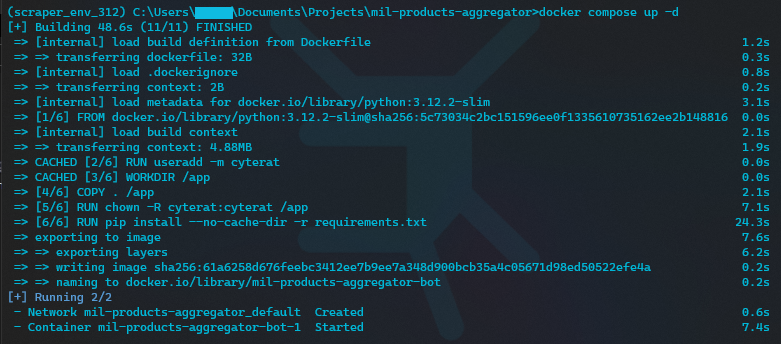 (scraper_env_312) C:\Users\ \Documents\Projects\mil-products-aggregator>docker compose up -d
[+] Building 48.6s (11/11) FINISHED
=> [internal] load build definition from Dockerfile 1.2s
=> => transferring dockerfile: 32B 0.3s
=> [internal] load .dockerignore 0.8s
=> => transferring context: 2B 0.2s
=> [internal] load metadata for docker.io/library/python:3.12.2-slim 3.1s
=> [1/6] FROM docker.io/library/python:3.12.2-slim@sha256:5c73034c2bc151596ee0f1335610735162ee2b148816 0.0s
=> [internal] load build context 2.1s
=> => transferring context: 4.88MB 1.9s
=> CACHED [2/6] RUN useradd -m cyterat 0.0s
=> CACHED [3/6] WORKDIR /app 0.0s
=> [4/6] COPY . /app 2.1s
=> [5/6] RUN chown -R cyterat:cyterat /app 7.1s
=> [6/6] RUN pip install --no-cache-dir -r requirements.txt 24.3s
=> exporting to image 7.6s
=> => exporting layers 6.2s
=> => writing image sha256:61a6258d676feebc3412ee7b9ee7a348d900bcb35a4c05671d98ed50522efe4a 0.2s
=> => naming to docker.io/library/mil-products-aggregator-bot 0.2s
[+] Running 2/2
- Network mil-products-aggregator_default Created 0.6s
- Container mil-products-aggregator-bot-1 Started 7.4s